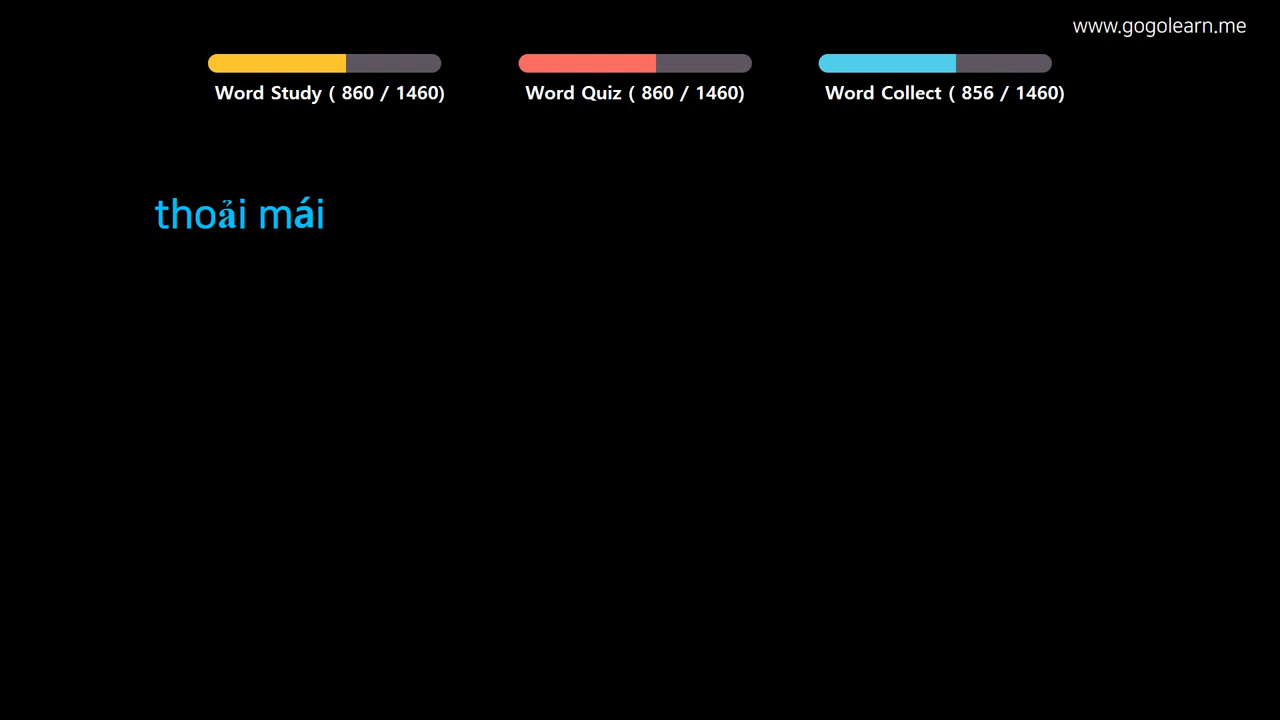 www.gogolearn.me
Word Study ( 860 / 1460)
Word Quiz ( 860 / 1460)
Word Collect ( 856 / 1460)
thoải mái